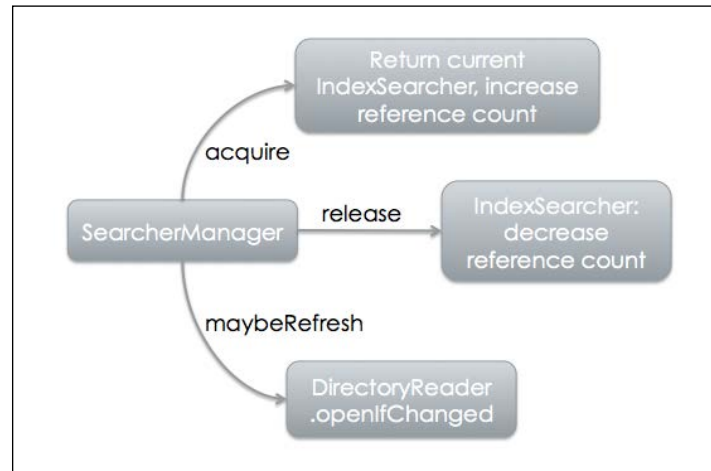 Return current
IndexSearcher, increase
reference count
acquire
SearcherManager
release
IndexSearcher:
decrease
reference count
maybeRefresh
DirectoryReader
.openIfChanged